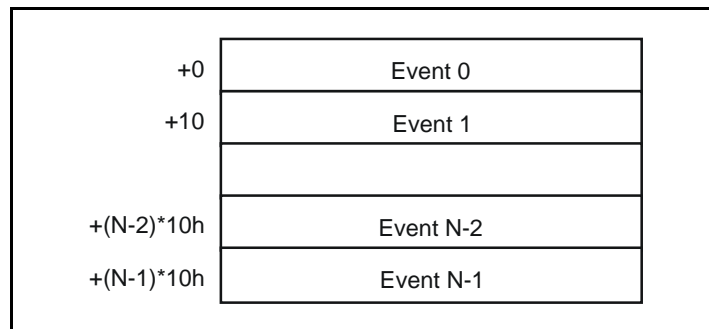 +0 Event 0
+10 Event 1
+(N-2)*10h Event N-2
+(N-1)*10h Event N-1